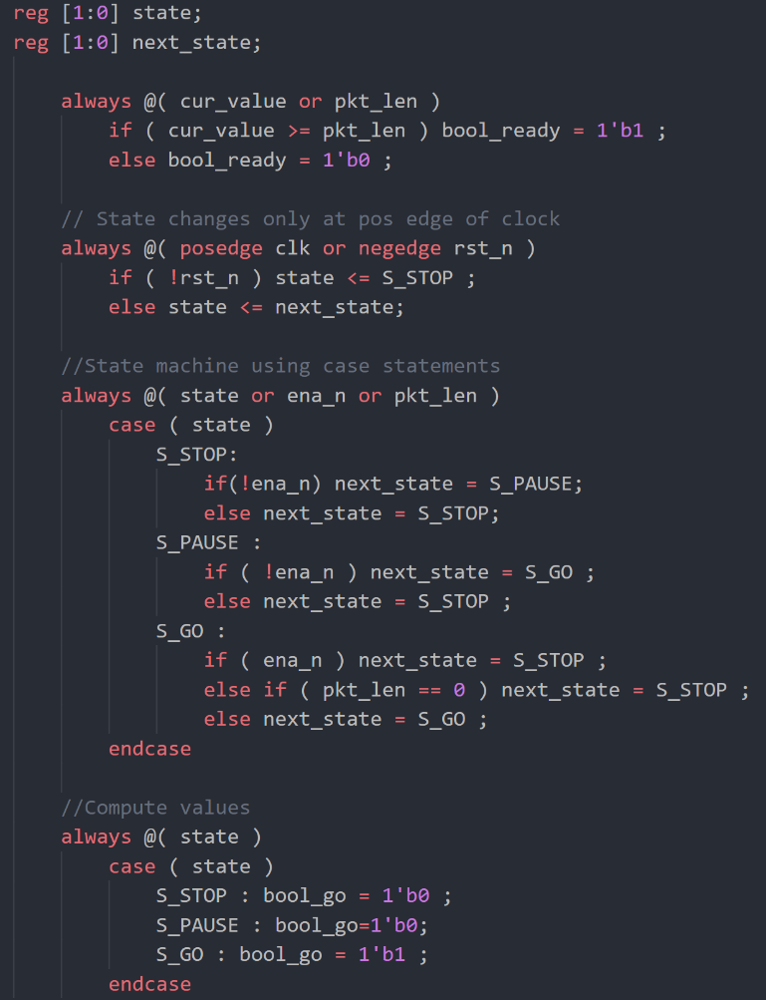 reg [1:0] state;
reg [1:0] next_state;
always @( cur_value or pkt_len )
if ( cur_value >= pkt_len ) bool_ready = 1'b1 ;
else bool_ready = 1'b0 ;
// State changes only at pos edge of clock
always @( posedge clk or negedge rst_n )
if ( !rst_n ) state <= S_STOP ;
else state <= next_state;
//State machine using case statements
always @( state or ena_n or pkt_len )
case ( state )
S_STOP:
if(!ena_n) next_state = S_PAUSE;
else next_state = S_STOP;
S_PAUSE :
if ( !ena_n ) next_state = S_GO ;
else next_state = S_STOP ;
S_GO :
if ( ena_n ) next_state = S_STOP ;
else if ( pkt_len == 0 ) next_state = S_STOP ;
else next_state = S_GO ;
endcase
//Compute values
always @( state )
case ( state )
S_STOP : bool_go = 1'b0 ;
S_PAUSE : bool_go=1'b0;
S_GO : bool_go = 1'b1 ;
endcase